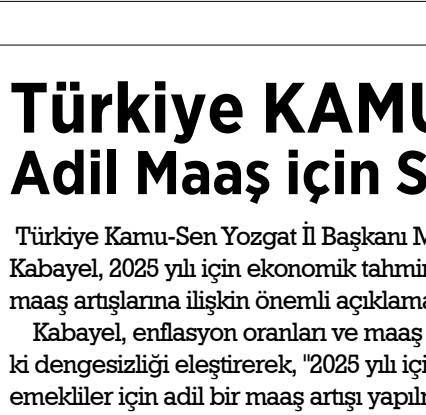 Türkiye KAMU
Adil Maaş için S
Türkiye Kamu-Sen Yozgat İl Başkanı M
Kabayel, 2025 yılı için ekonomik tahmin
maaş artışlarına ilişkin önemli açıklama
Kabayel, enflasyon oranları ve maaş
ki dengesizliği eleştirerek, "2025 yılı içi
emekliler için adil bir maaş artışı yapılm